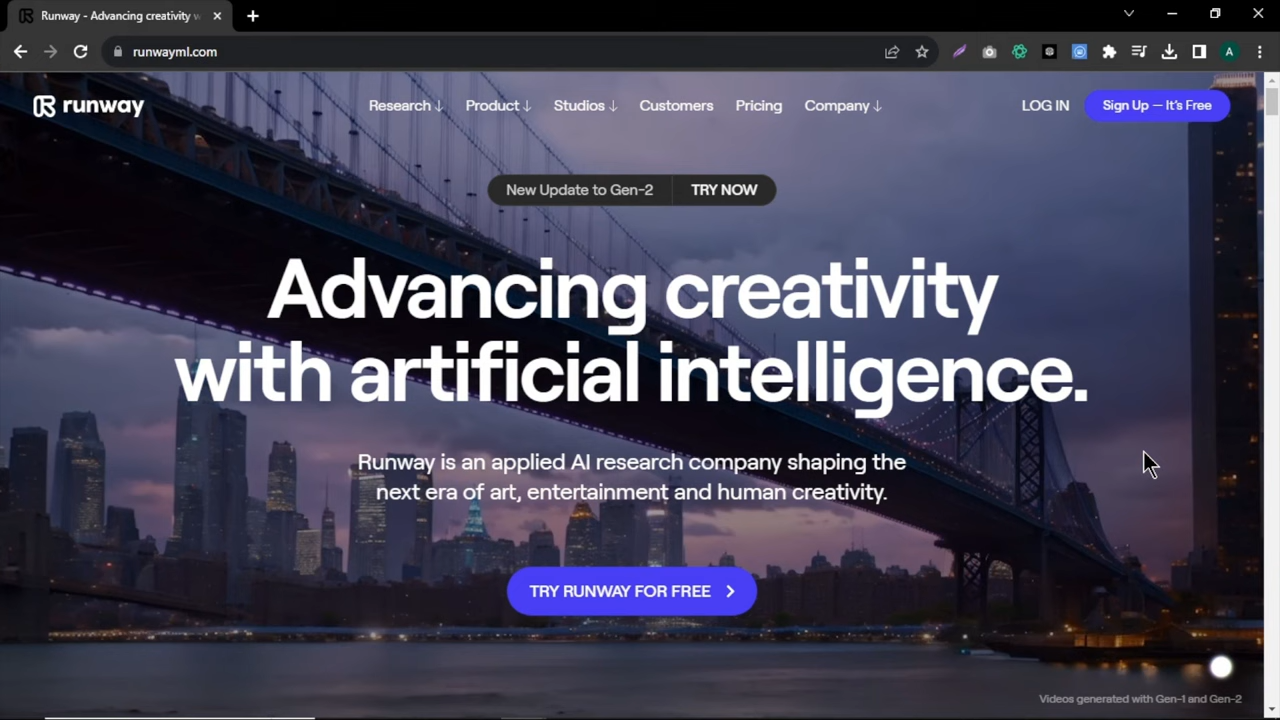 Runway - Advancing creativity w
runwayml.com
A
runway
Research ↓ Product ↓ Studios ↓ Customers Pricing Company ↓ LOG IN Sign Up — It's Free
New Update to Gen-2 TRY NOW
Advancing creativity
with artificial intelligence.
Runway is an applied AI research company shaping the
next era of art, entertainment and human creativity.
TRY RUNWAY FOR FREE
Videos generated with Gen-1 and Gen-2